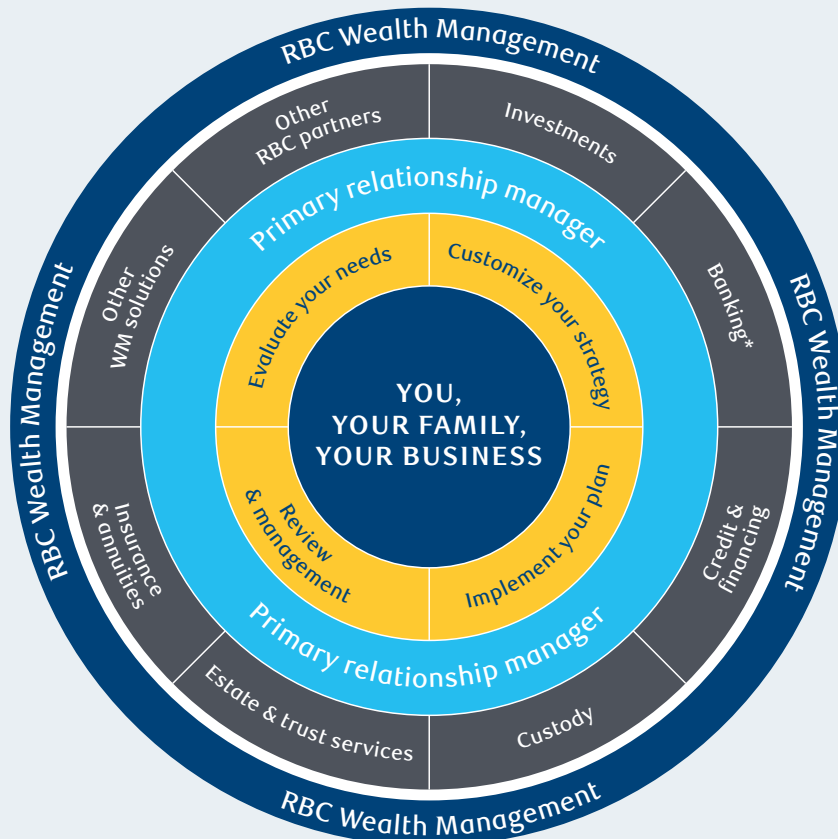 RBC Wealth Management
RBC Wealth Management
RBC Wealth Management
RBC Wealth Management
Other
RBC partners
Investments
Banking*
Credit &
financing
Custody
Estate & trust services
Insurance
& annuities
Other
WM solutions
Primary relationship manager
Primary relationship manager
Evaluate your needs
Customize your strategy
Implement your plan
Review
& management
YOU,
YOUR FAMILY,
YOUR BUSINESS